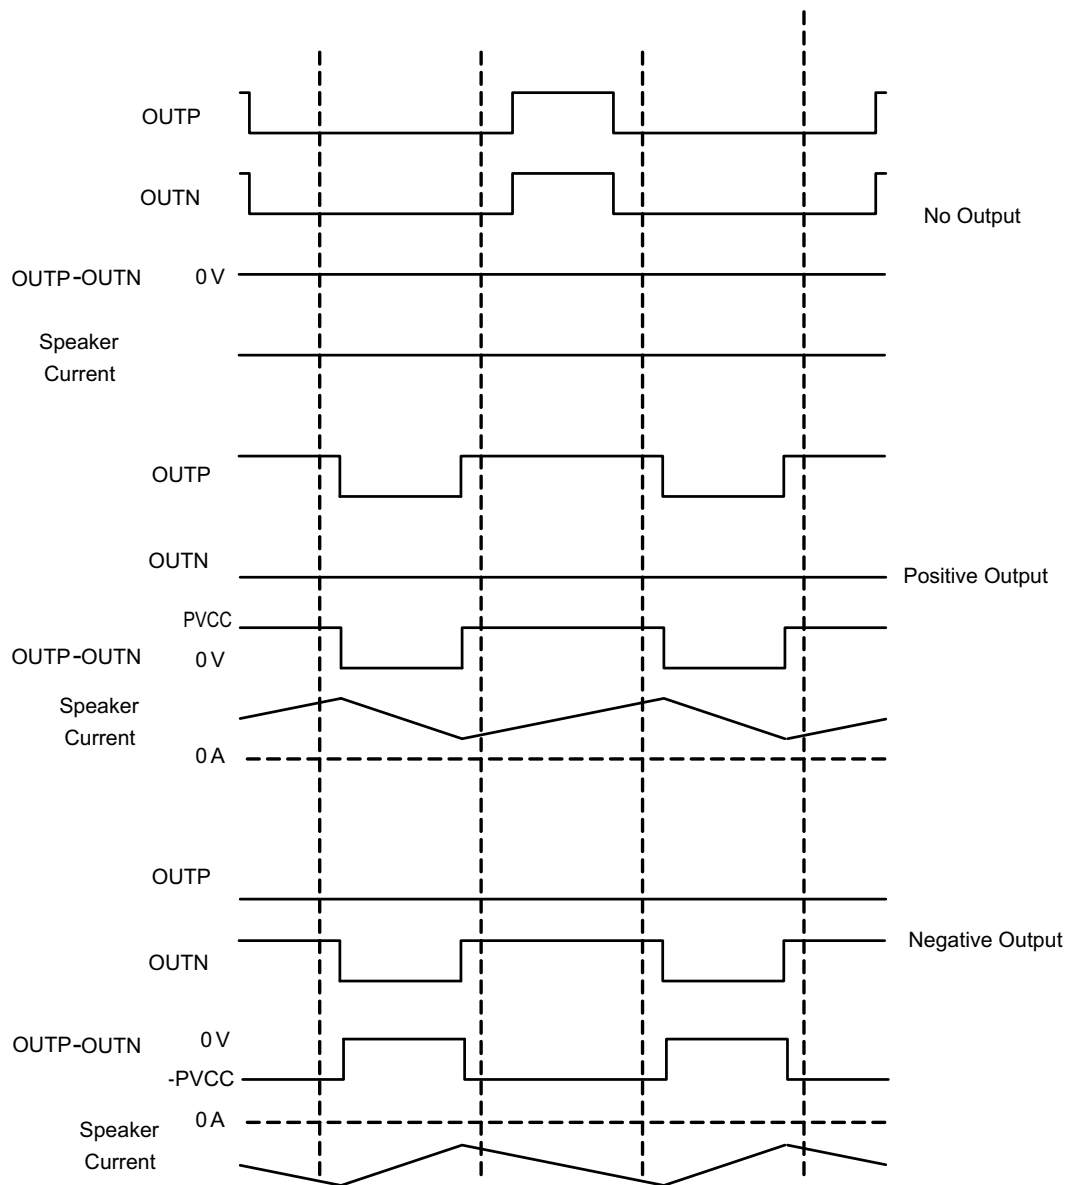 OUTP
OUTN
No Output
OUTP-OUTN 0 V
Speaker
Current
OUTP
OUTN
Positive Output
PVCC
OUTP-OUTN 0 V
Speaker
Current
0 A
OUTP
Negative Output
OUTN
0 V
OUTP-OUTN
-PVCC
0 A
Speaker
Current